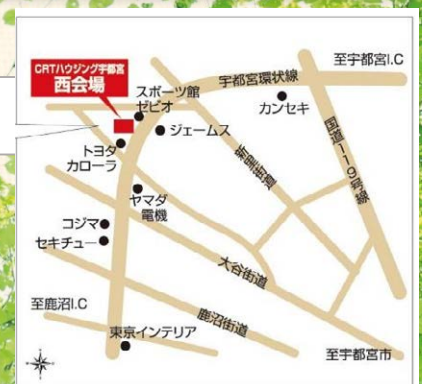 至宇都宮I.C
CRTハウジング宇都宮
西会場
宇都宮環状線
スポーツ館
ゼビオ
カンセキ
ジェームス
国道119号線
トヨタ
カローラ
新里街道
ヤマダ
電機
コジマ
セキチュー
大谷街道
至鹿沼I.C
鹿沼街道
東京インテリア
至宇都宮市